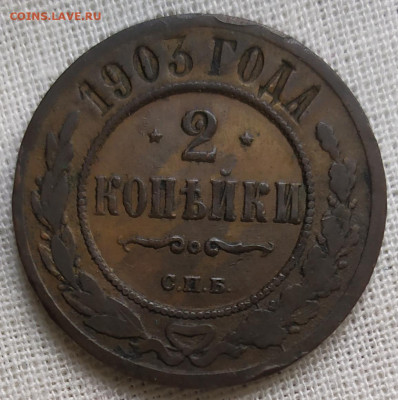 COINS.LAVE.RU
1903 ГОДА
2
КОПѢЙКИ
С.П.Б.